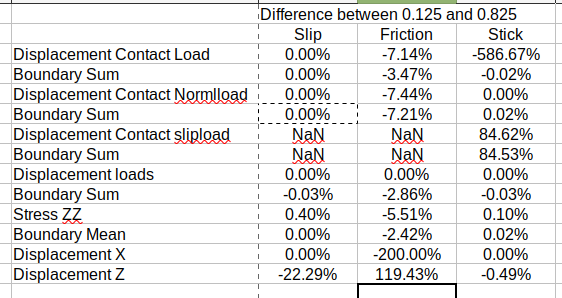 Difference between 0.125 and 0.825
Slip Friction Stick
Displacement Contact Load 0.00% -7.14% -586.67%
Boundary Sum 0.00% -3.47% -0.02%
Displacement Contact Normlload 0.00% -7.44% 0.00%
Boundary Sum 0.00% -7.21% 0.02%
Displacement Contact slipload NaN NaN 84.62%
Boundary Sum NaN NaN 84.53%
Displacement loads 0.00% 0.00% 0.00%
Boundary Sum -0.03% -2.86% -0.03%
Stress ZZ 0.40% -5.51% 0.10%
Boundary Mean 0.00% -2.42% 0.02%
Displacement X 0.00% -200.00% 0.00%
Displacement Z -22.29% 119.43% -0.49%